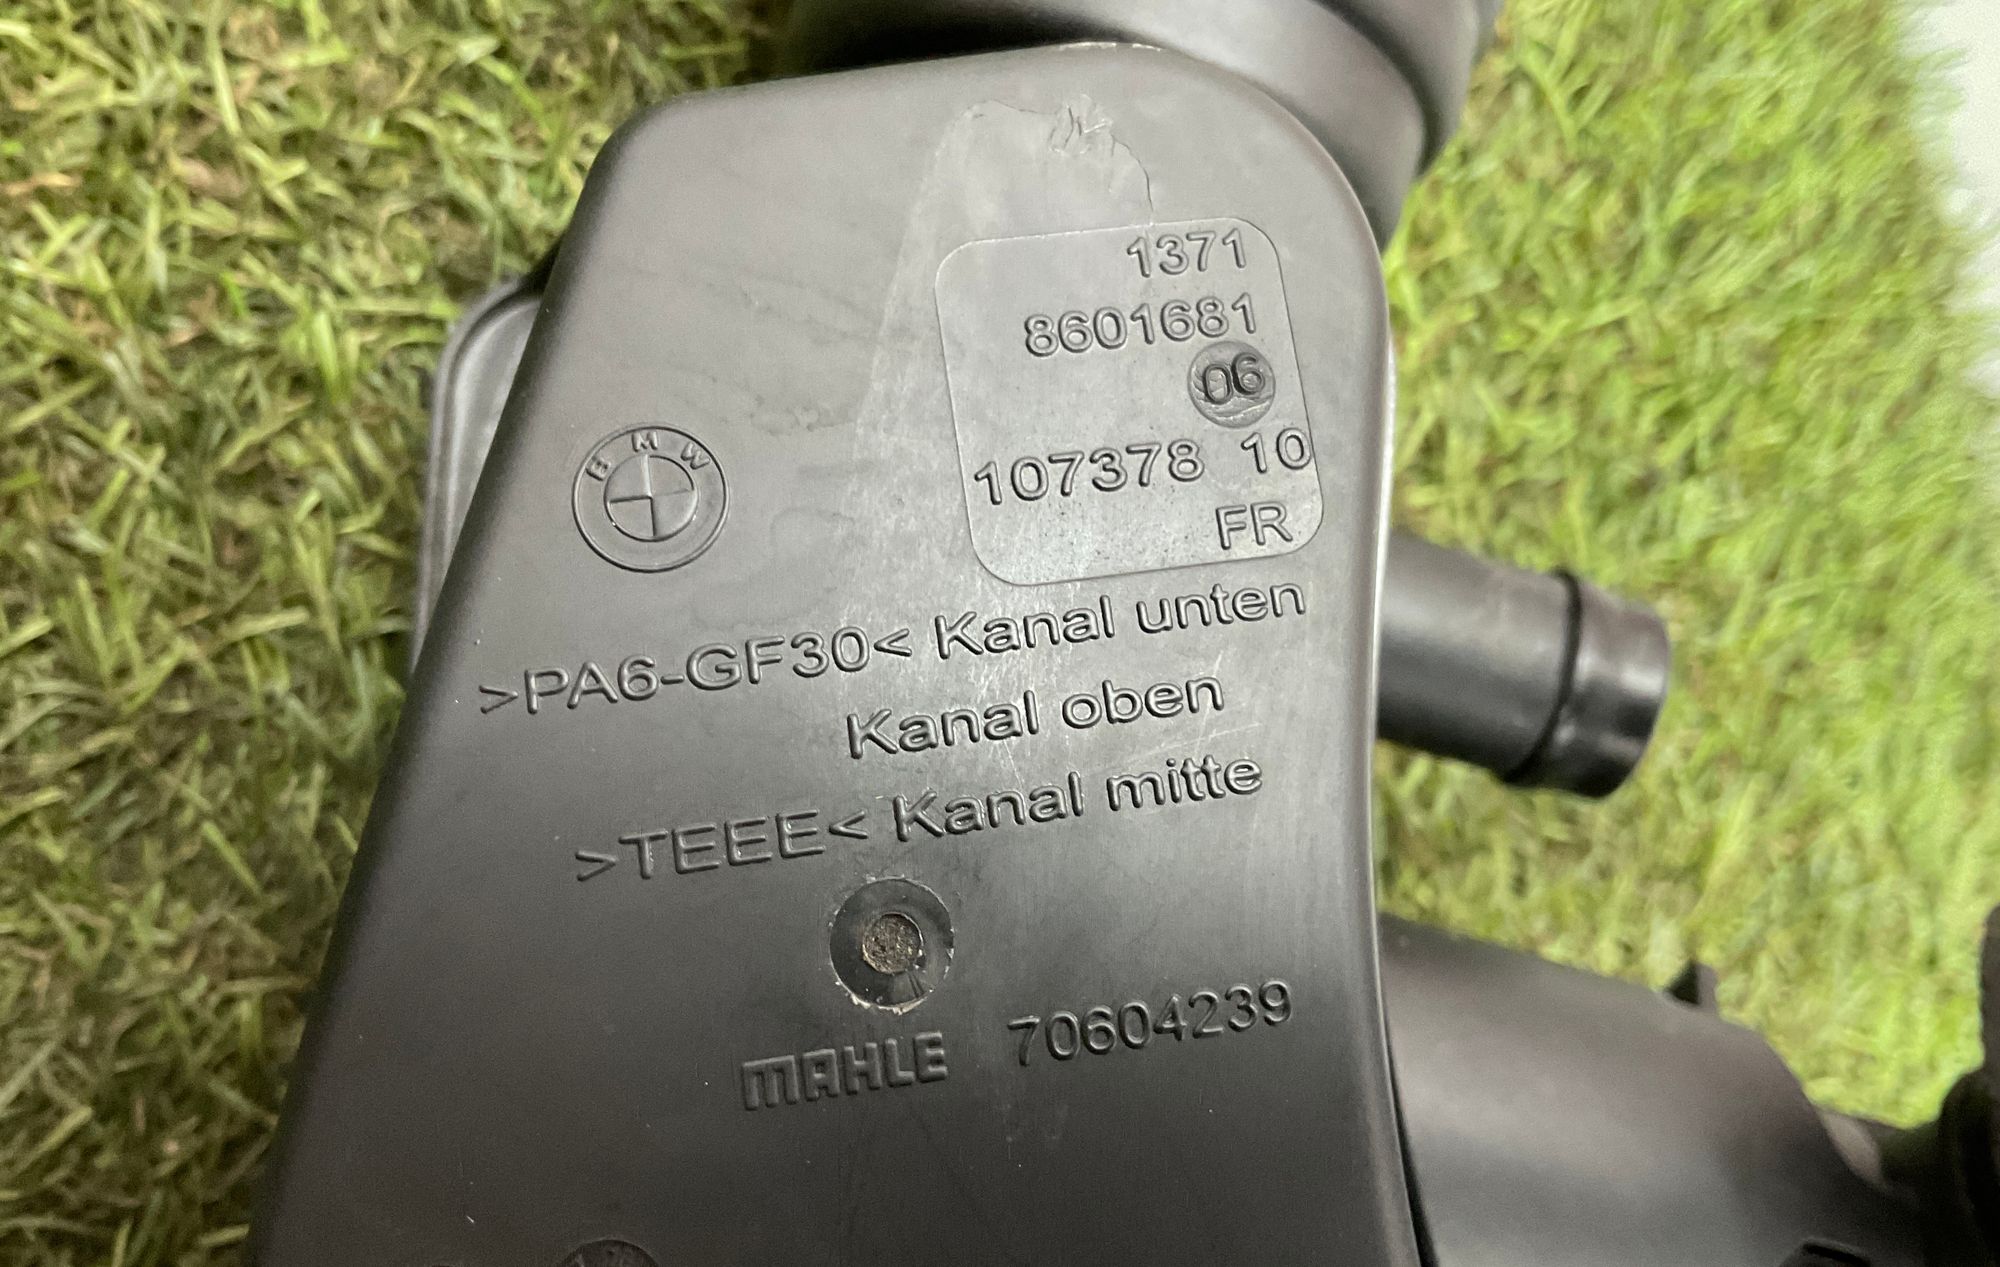 1371
8601681
06
107378 10
FR
BMW
>PA6-GF30< Kanal unten
Kanal oben
>TEEE< Kanal mitte
MAHLE 70604239